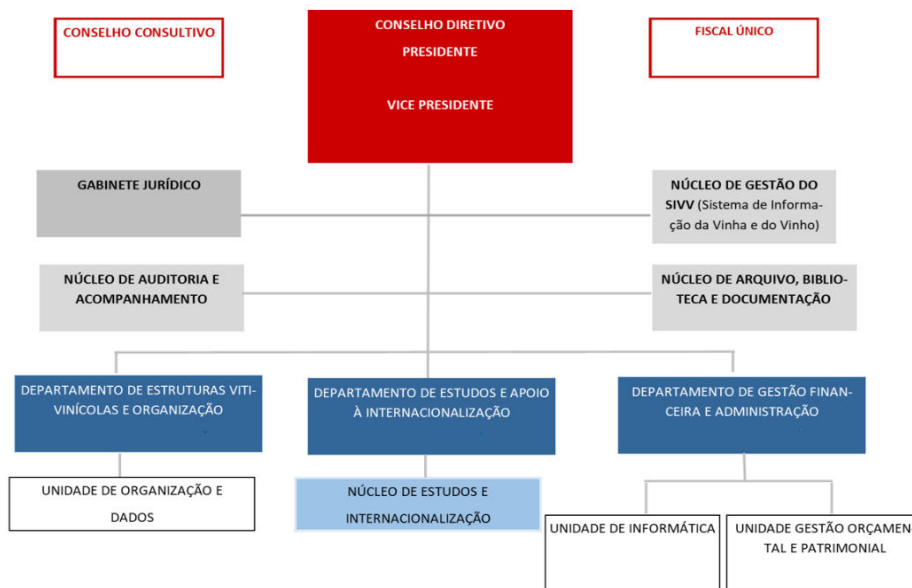 CONSELHO CONSULTIVO
CONSELHO DIRETIVO
PRESIDENTE
VICE PRESIDENTE
FISCAL ÚNICO
GABINETE JURÍDICO
NÚCLEO DE GESTÃO DO
SIVV (Sistema de Informa-
ção da Vinha e do Vinho)
NÚCLEO DE AUDITORIA E
ACOMPANHAMENTO
NÚCLEO DE ARQUIVO, BIBLIO-
TECA E DOCUMENTAÇÃO
DEPARTAMENTO DE ESTRUTURAS VITI-
VINÍCOLAS E ORGANIZAÇÃO
DEPARTAMENTO DE ESTUDOS E APOIO
À INTERNACIONALIZAÇÃO
DEPARTAMENTO DE GESTÃO FINAN-
CEIRA E ADMINISTRAÇÃO
UNIDADE DE ORGANIZAÇÃO E
DADOS
NÚCLEO DE ESTUDOS E
INTERNACIONALIZAÇÃO
UNIDADE DE INFORMÁTICA
UNIDADE GESTÃO ORÇAMEN-
TAL E PATRIMONIAL